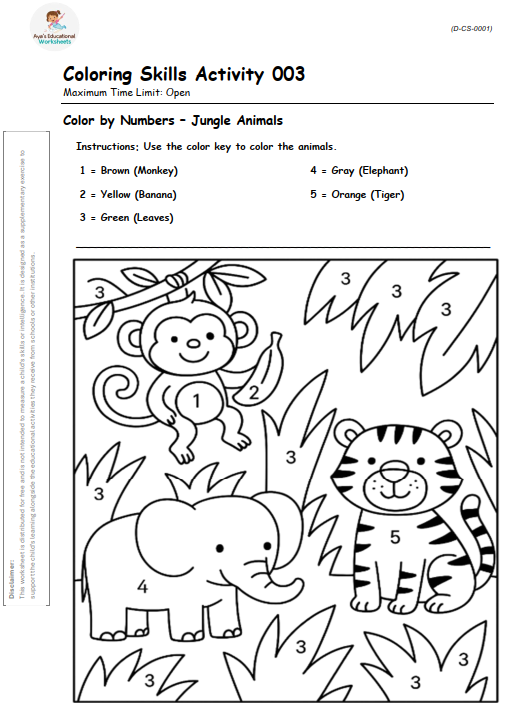 Aya's Educational
Worksheets
(D-CS-0001)
Coloring Skills Activity 003
Maximum Time Limit: Open
Color by Numbers – Jungle Animals
Instructions; Use the color key to color the animals.
1 = Brown (Monkey)
4 = Gray (Elephant)
2 = Yellow (Banana)
5 = Orange (Tiger)
3 = Green (Leaves)
Disclaimer:
This worksheet is distributed for free and is not intended to measure a child's skills or intelligence. It is designed as a supplementary exercise to
support the child's learning alongside the educational activities they receive from schools or other institutions.
3
3
3
3
1
2
3
3
5
4
3
3
3
3